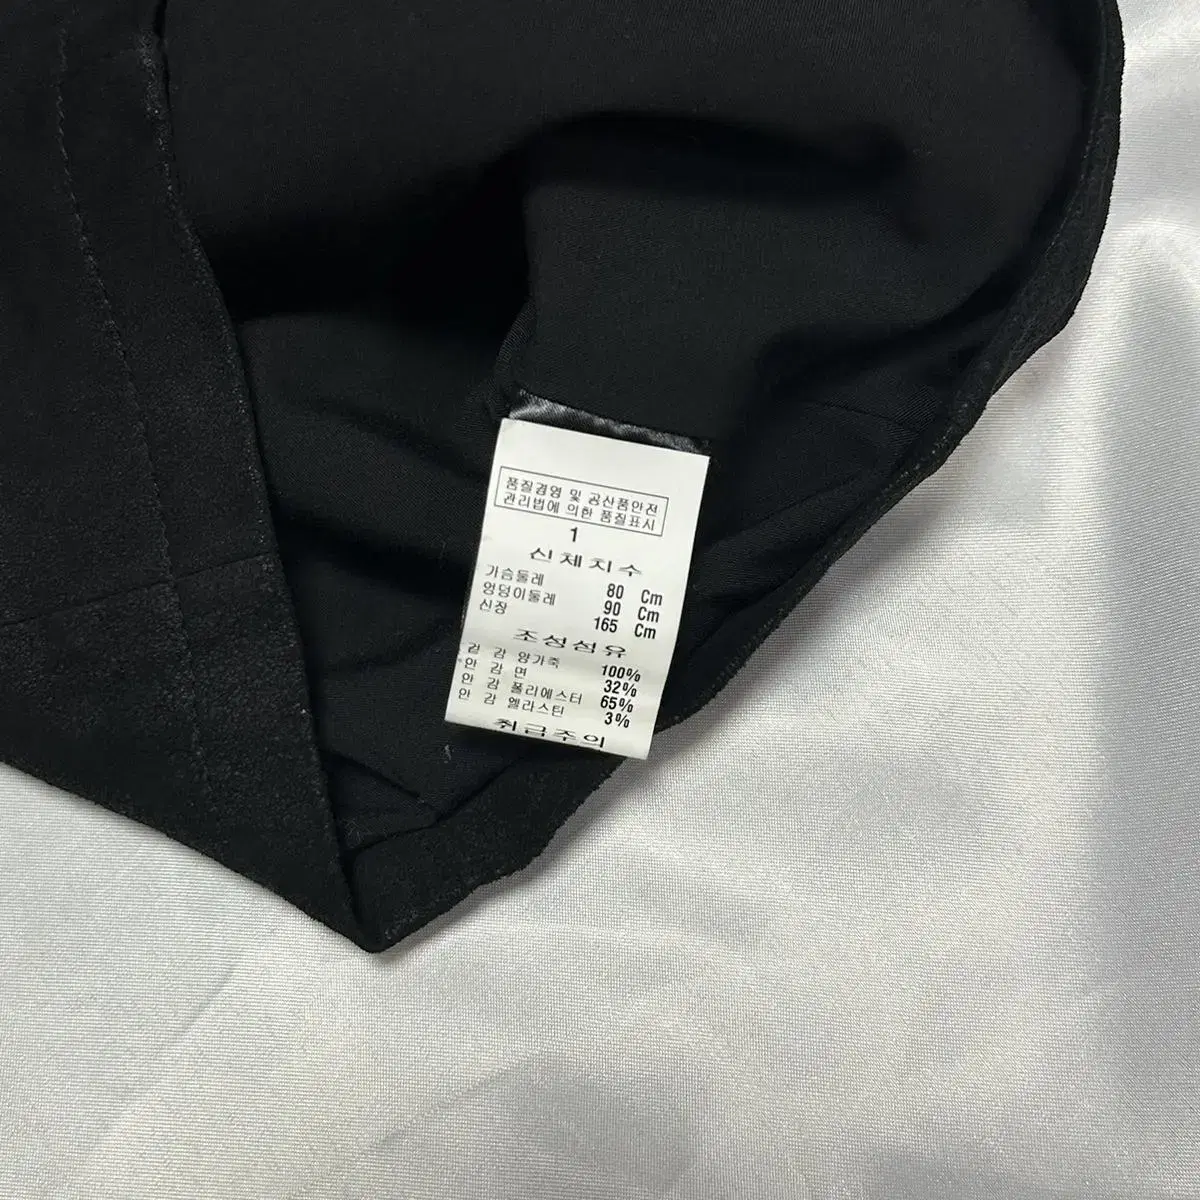 품질경영 및 공산품안전
관리법에 의한 품질표시
1
신체치수
가슴둘레 80 Cm
엉덩이둘레 90 Cm
신장 165 Cm
조성섬유
겉 감 양가죽 100%
안 감 면 32%
안 감 폴리에스터 65%
안 감 엘라스틴 3%
취급주의